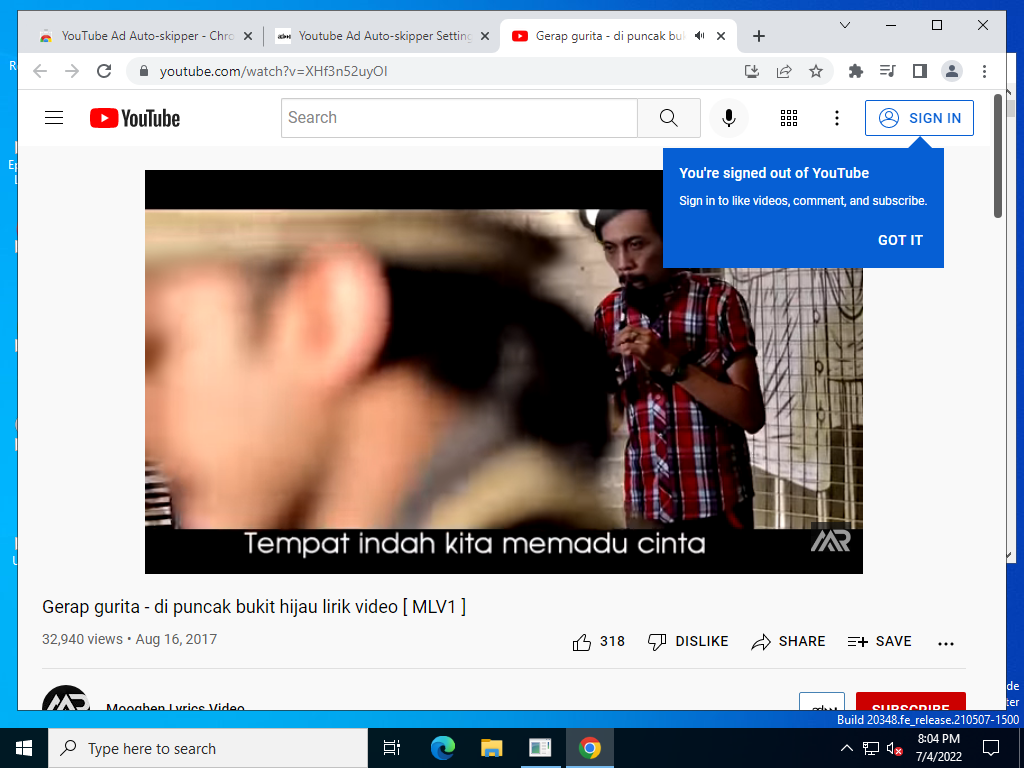 YouTube Ad Auto-skipper - Chro
Youtube Ad Auto-skipper Setting
Gerap gurita - di puncak buk
youtube.com/watch?v=XHf3n52uyOI
YouTube
Search
SIGN IN
You're signed out of YouTube
Sign in to like videos, comment, and subscribe.
GOT IT
Tempat indah kita memadu cinta
MR
Gerap gurita - di puncak bukit hijau lirik video [ MLV1 ]
32,940 views • Aug 16, 2017
318
DISLIKE
SHARE
SAVE
Mooghen Lyrics Video
SUBSCRIBE
Build 20348.fe_release.210507-1500
Type here to search
8:04 PM
7/4/2022